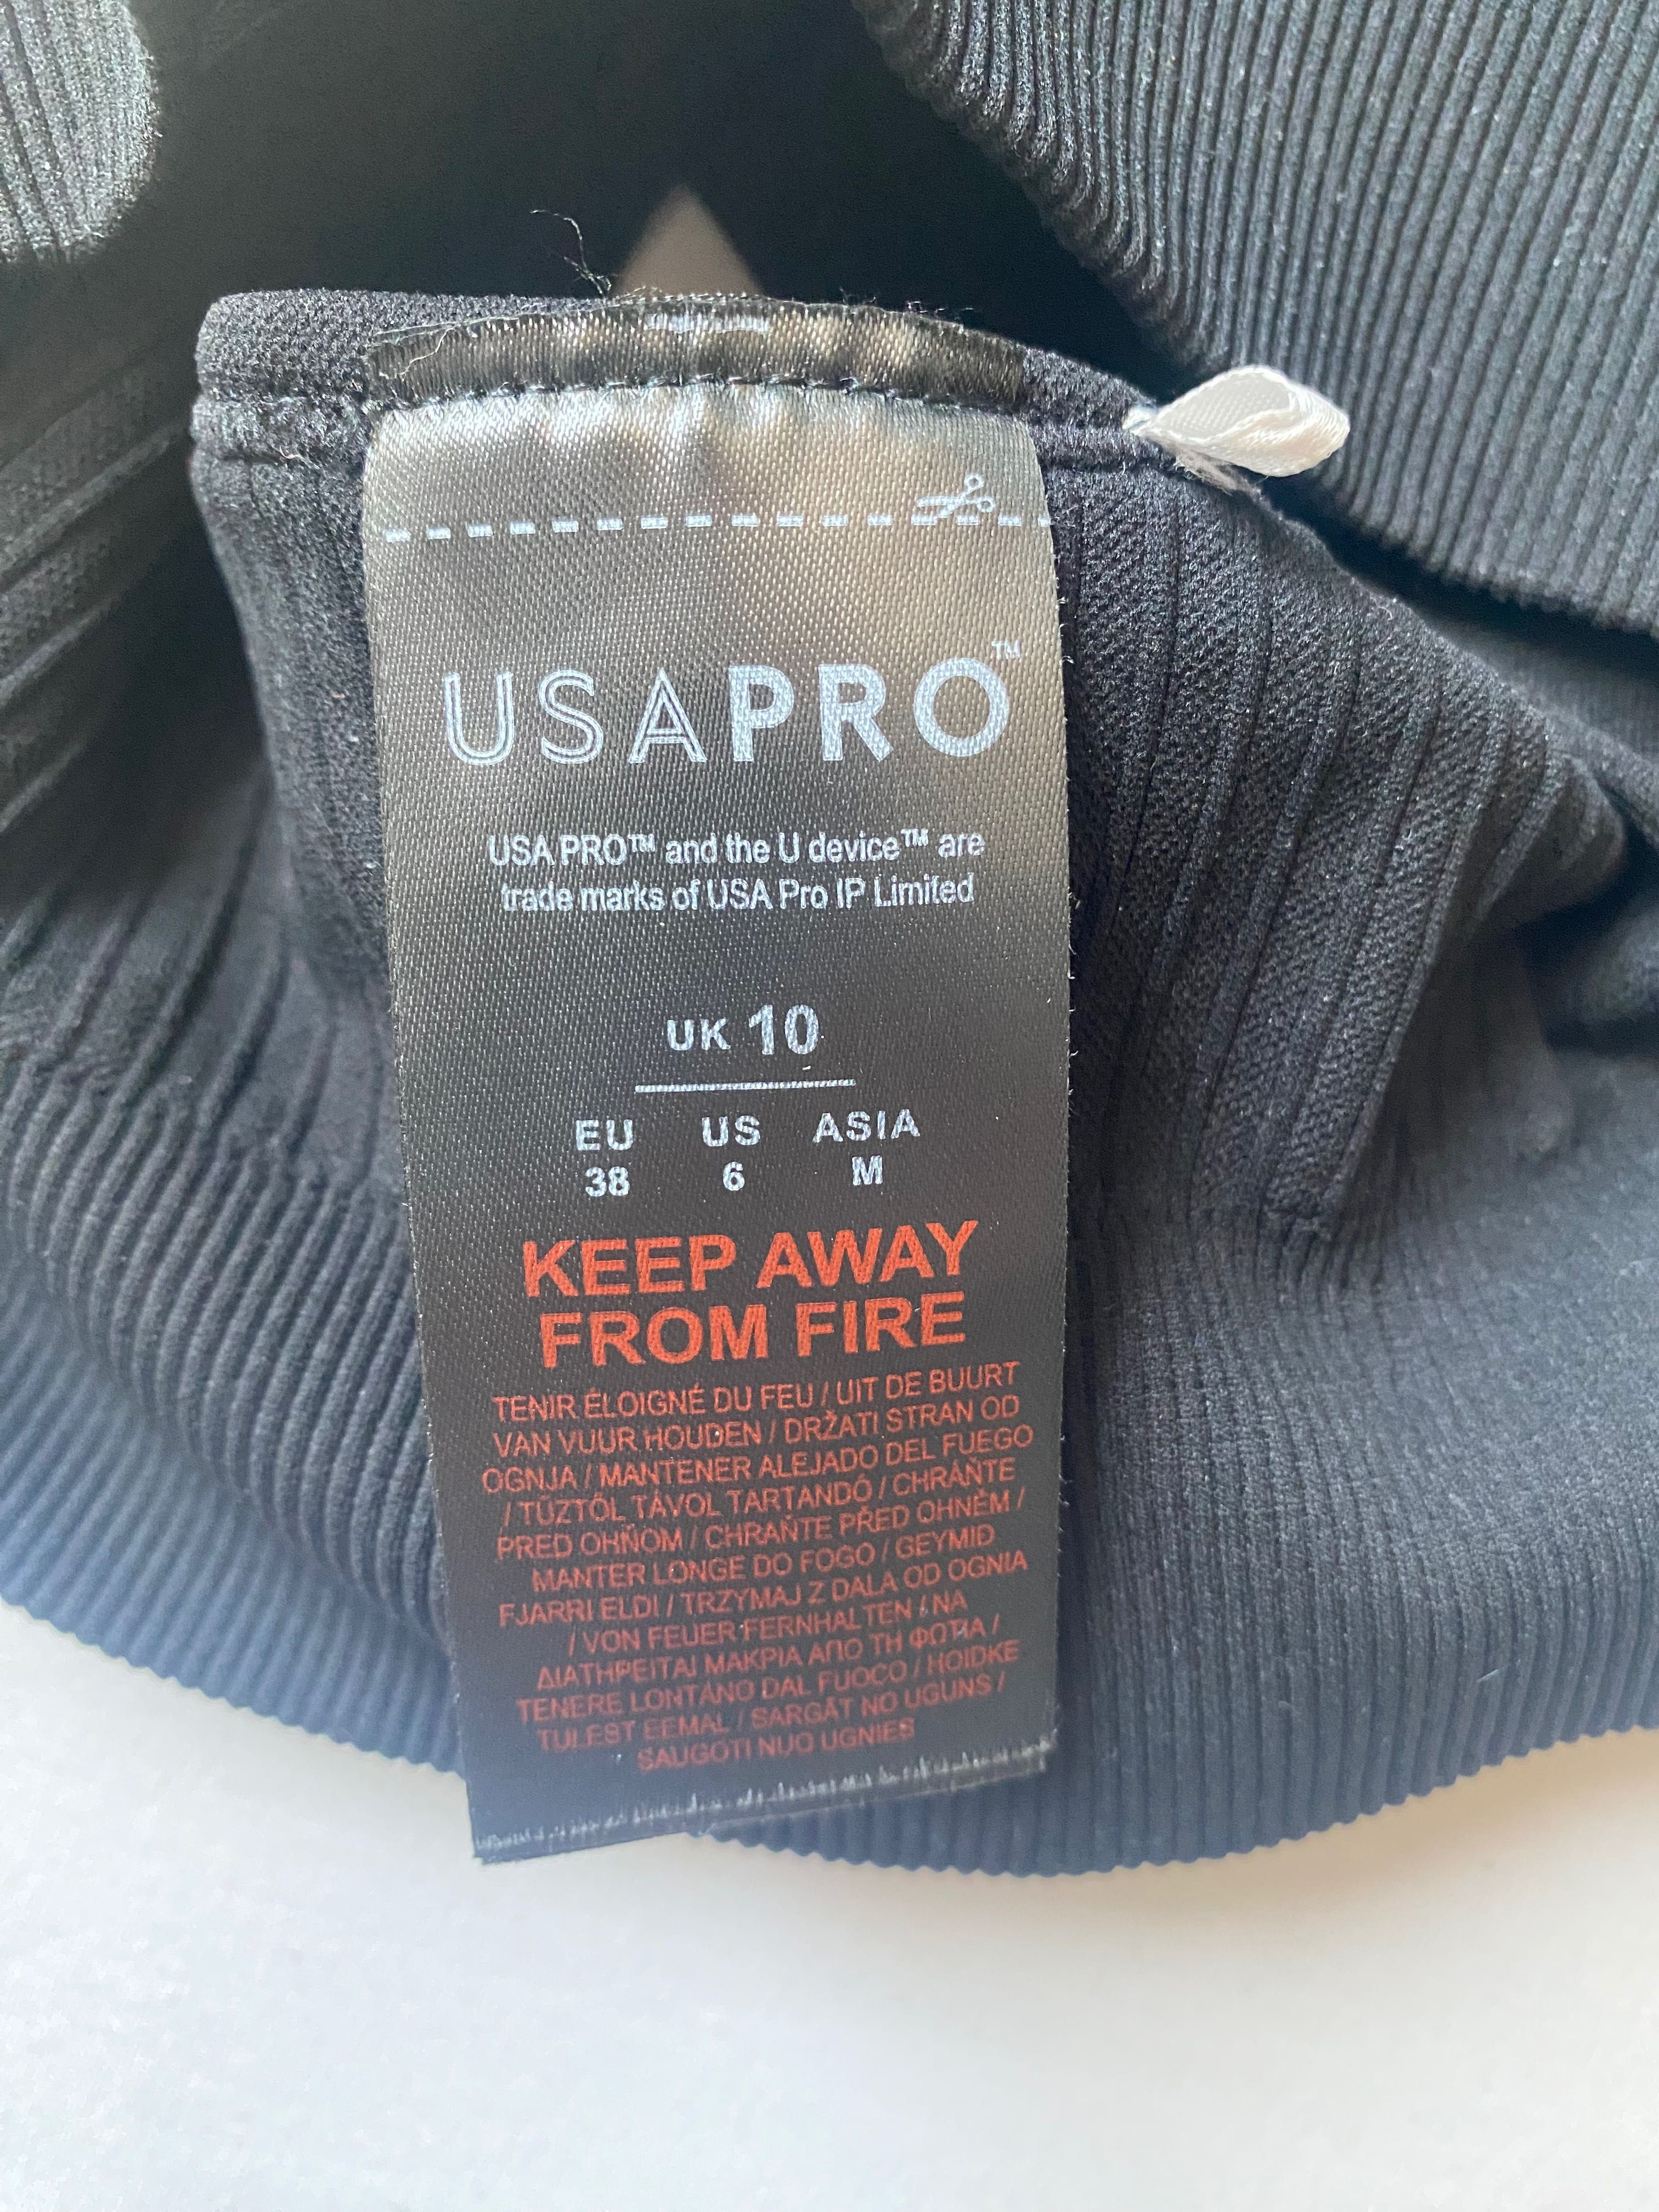 USAPRO™
USA PRO™ and the U device™ are
trade marks of USA Pro IP Limited
UK 10
EU US ASIA
38 6 M
KEEP AWAY
FROM FIRE
TENIR ÉLOIGNÉ DU FEU / UIT DE BUURT
VAN VUUR HOUDEN / DRŽATI STRAN OD
OGNJA / MANTENER ALEJADO DEL FUEGO
/ TŰZTŐL TÁVOL TARTANDÓ / CHRÁŇTE
PRED OHŇOM / CHRAŇTE PŘED OHNĚM /
MANTER LONGE DO FOGO / GEYMID
FJARRI ELDI / TRZYMAJ Z DALA OD OGNIA
/ VON FEUER FERNHALTEN / NA
ΔΙΑΤΗΡΕΙΤΑΙ ΜΑΚΡΙΑ ΑΠΟ ΤΗ ΦΩΤΙΑ /
TENERE LONTANO DAL FUOCO / HOIDKE
TULEST EEMAL / SARGĀT NO UGUNS /
SAUGOTI NUO UGNIES